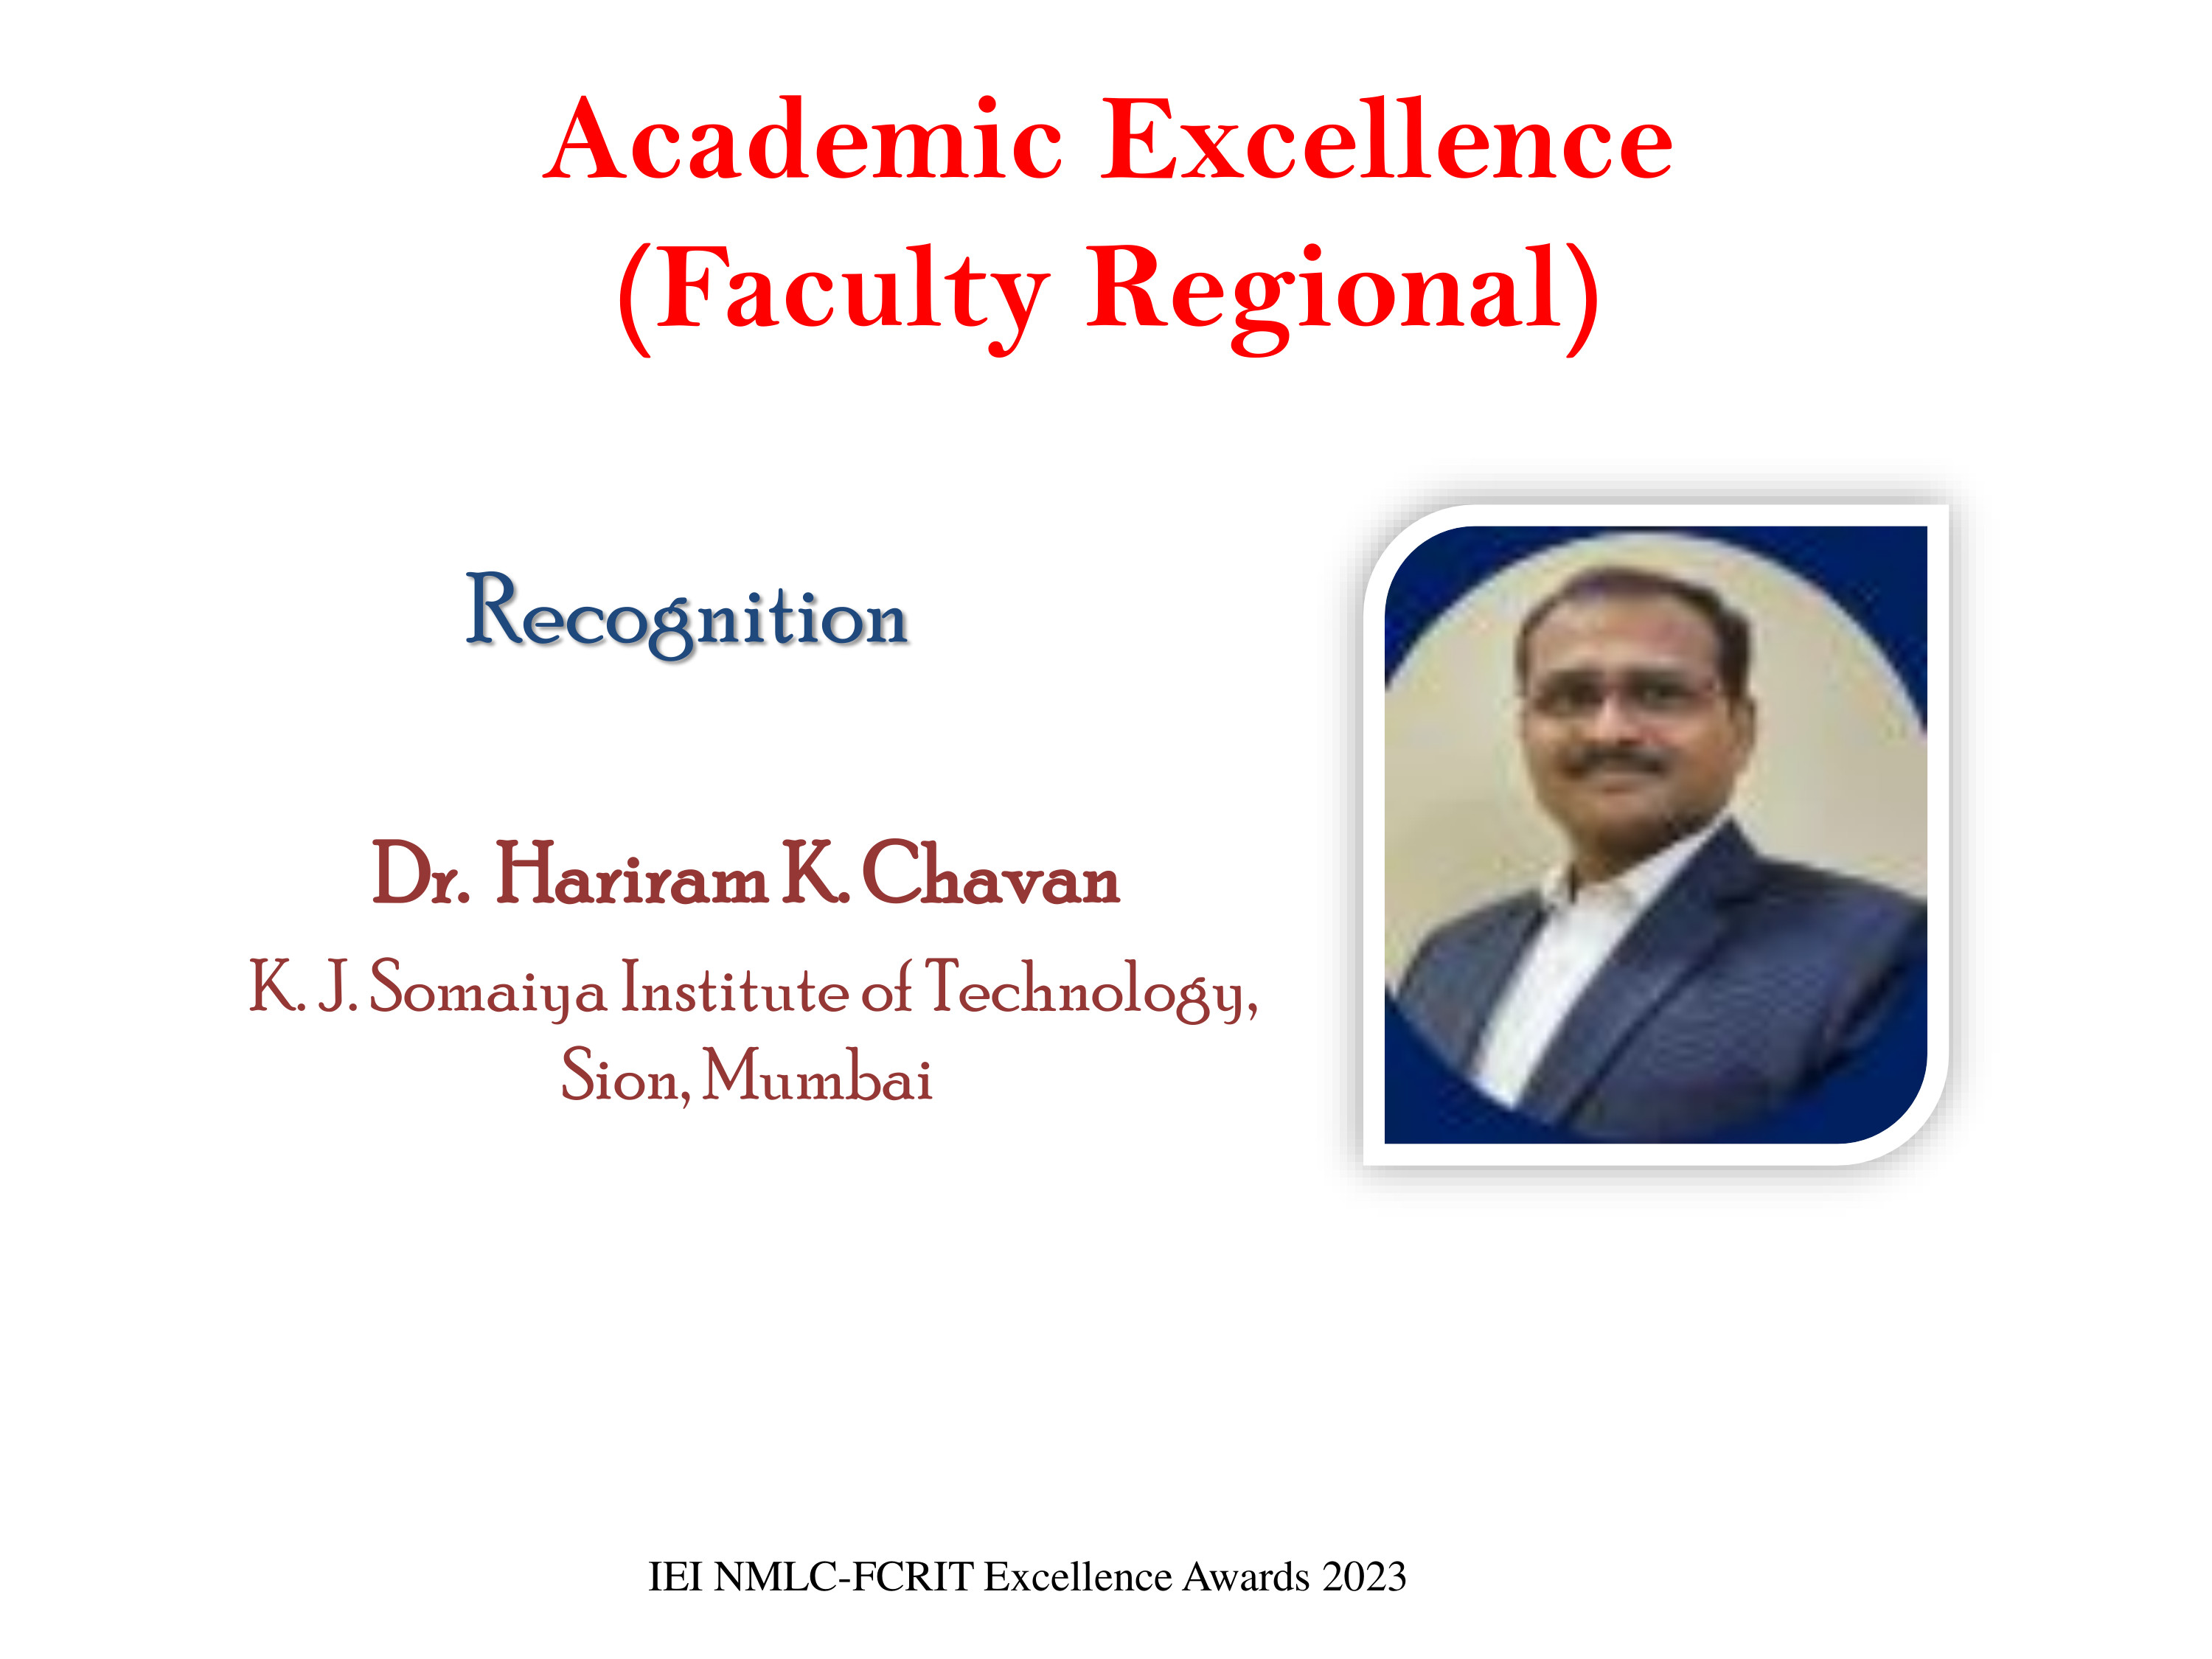 Academic Excellence
(Faculty Regional)
Recognition
Dr. Hariram K. Chavan
K. J. Somaiya Institute of Technology,
Sion, Mumbai
IEI NMLC-FCRIT Excellence Awards 2023